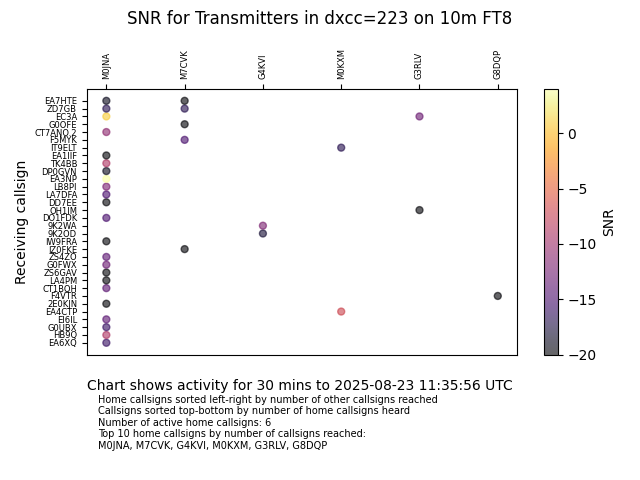 SNR for Transmitters in dxcc=223 on 10m FT8
M0JNA M7CVK G4KVI M0KXM G3RLV G8DQP
Receiving callsign
EA7HTE
ZD7GB
EC3A
G0OFE
CT7ANO.2
F5MYK
IT9ELT
EA1IIF
TK4BB
DP0GVN
EA3NP
LB8PI
LA7DFA
DD7EE
OH1IM
DO1FDK
9K2WA
9K2OD
IW9FRA
IZ0FKE
ZS4ZO
G0FWX
ZS6GAV
LA4PM
CT1BOH
F4VTR
2E0KIN
EA4CTP
EI6IL
G0UBX
HB9Q
EA6XQ
0
−5
−10
−15
−20
SNR
Chart shows activity for 30 mins to 2025-08-23 11:35:56 UTC
Home callsigns sorted left-right by number of other callsigns reached
Callsigns sorted top-bottom by number of home callsigns heard
Number of active home callsigns: 6
Top 10 home callsigns by number of callsigns reached:
M0JNA, M7CVK, G4KVI, M0KXM, G3RLV, G8DQP